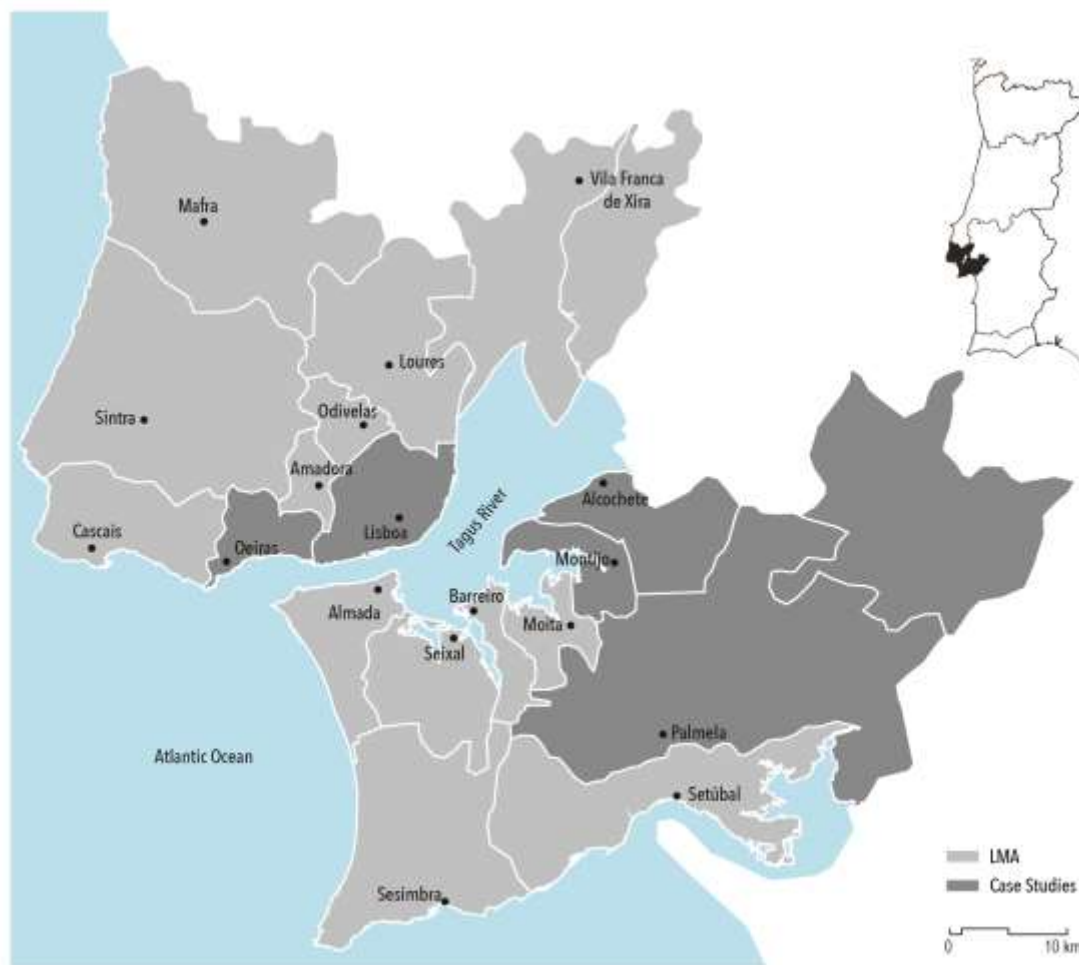 Mafra
Vila Franca
de Xira
Loures
Odivelas
Sintra
Amadora
Alcochete
Lisboa
Tagus River
Cascais
Oeiras
Montijo
Almada
Barreiro
Moita
Seixal
Palmela
Atlantic Ocean
Setúbal
LMA
Case Studies
Sesimbra
0 10 km